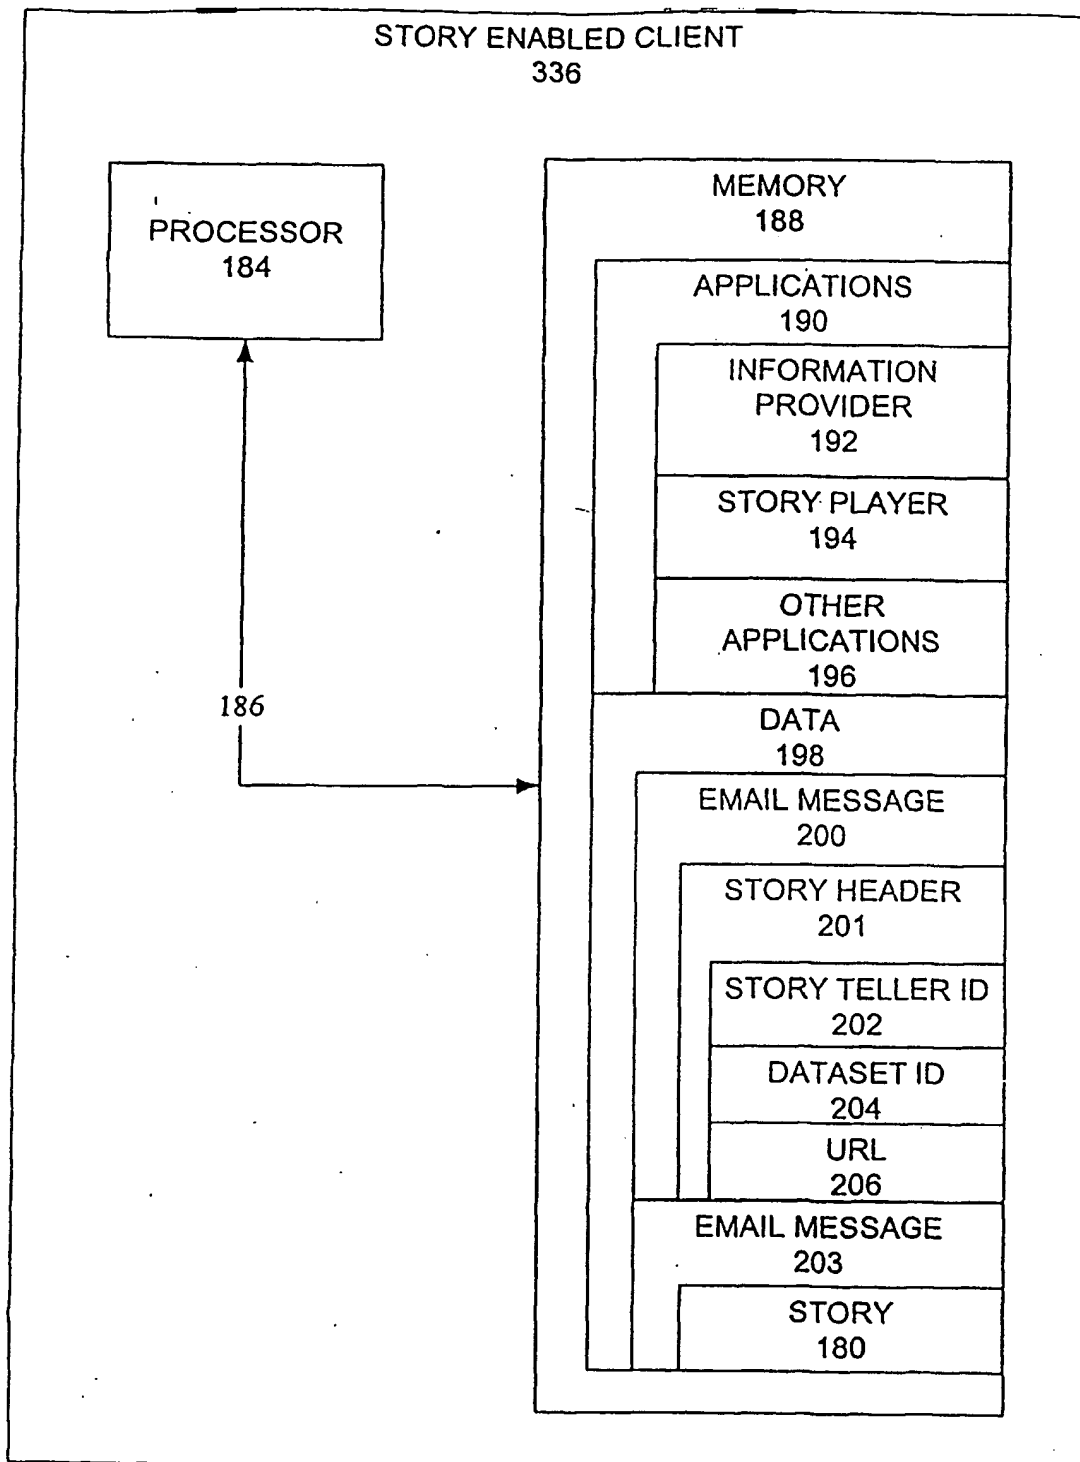 STORY ENABLED CLIENT
336
PROCESSOR
184
186
MEMORY
188
APPLICATIONS
190
INFORMATION
PROVIDER
192
STORY PLAYER
194
OTHER
APPLICATIONS
196
DATA
198
EMAIL MESSAGE
200
STORY HEADER
201
STORY TELLER ID
202
DATASET ID
204
URL
206
EMAIL MESSAGE
203
STORY
180